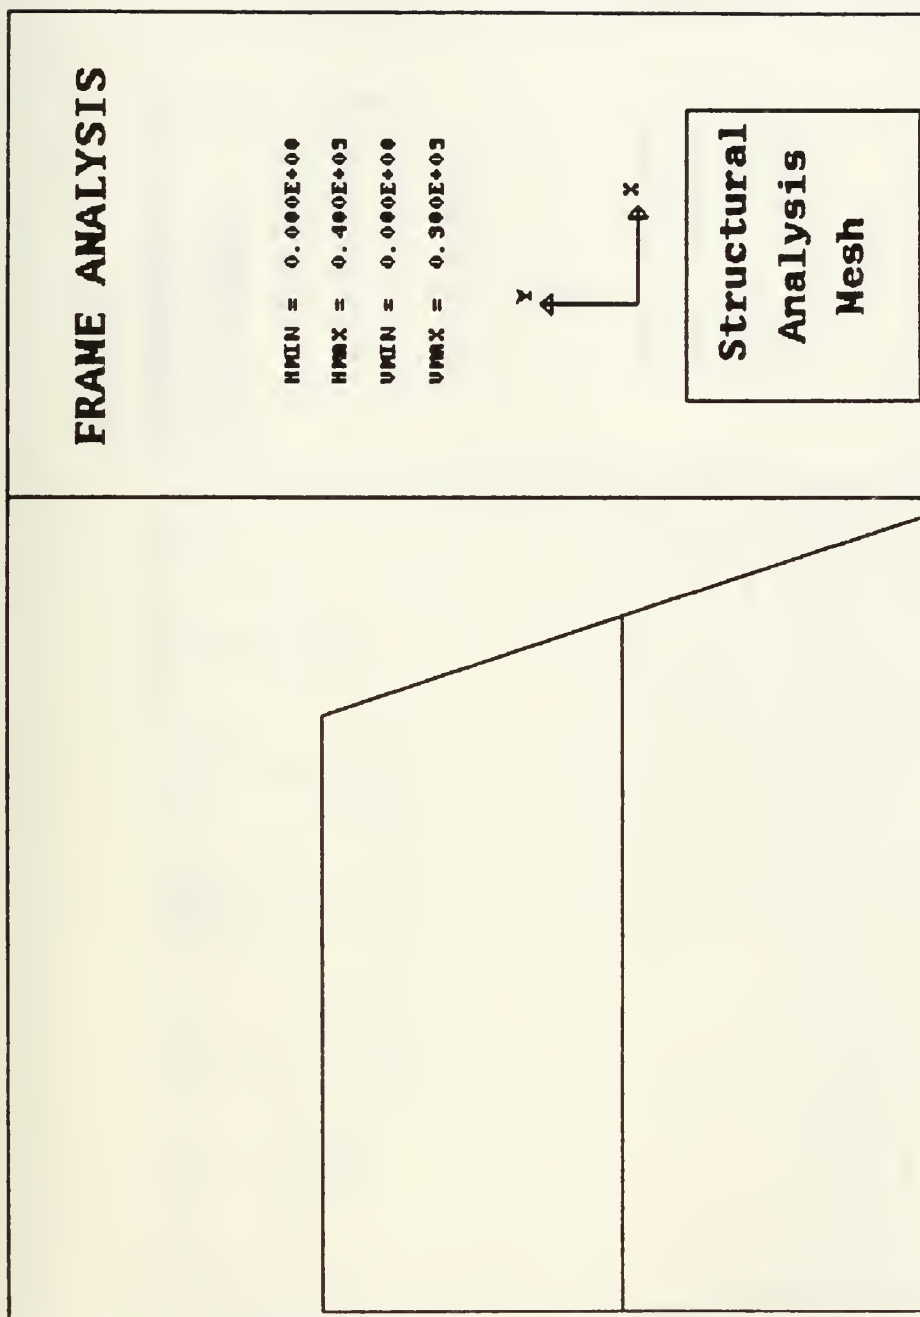 FRAME ANALYSIS
HMIN = 0.000E+00
HMAX = 0.400E+03
VMIN = 0.000E+00
VMAX = 0.300E+03
Y
X
Structural
Analysis
Mesh